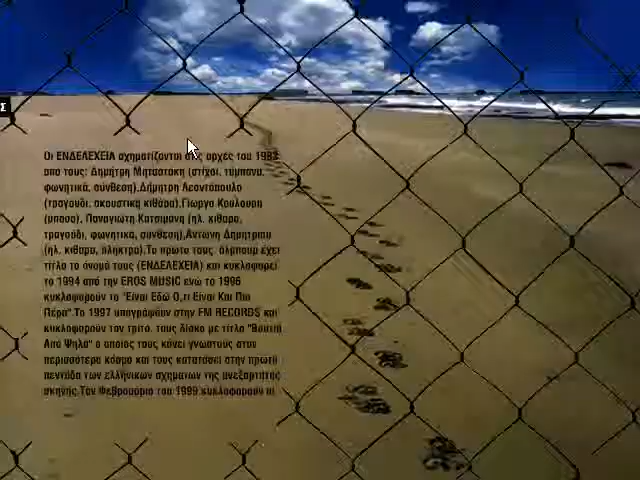 Σ
Οι ΕΝΔΕΛΕΧΕΙΑ σχηματίζονται στις αρχές του 1983
απο τους: Δημήτρη Μητσοτάκη (στίχοι, τύμπανα,
φωνητικά, σύνθεση),Δημήτρη Λεοντόπουλο
(τραγούδι, ακουστική κιθάρα),Γιώργο Κουλούρη
(μπάσο), Παναγιώτη Κατσιμάνη (ηλ. κιθάρα,
τραγούδι, φωνητικά, σύνθεση),Αντώνη Δημητρίου
(ηλ. κιθάρα, πλήκτρα).Το πρώτο τους άλμπουμ έχει
τίτλο το όνομά τους (ΕΝΔΕΛΕΧΕΙΑ) και κυκλοφορεί
το 1994 από την EROS MUSIC ενώ το 1996
κυκλοφορούν το "Είναι Εδώ Ό,τι Είναι Και Πιο
Πέρα".Το 1997 υπογράφουν στην FM RECORDS και
κυκλοφορούν τον τρίτο, τους δίσκο με τίτλο "Βουτιά
Από Ψηλά" ο οποίος τους κάνει γνωστούς στον
περισσότερο κόσμο και τους κατατάσει στην πρώτη
πεντάδα των ελληνικών σχημάτων της ανεξάρτητης
σκηνής.Τον Φεβρουάριο του 1999 κυκλοφορούν οι